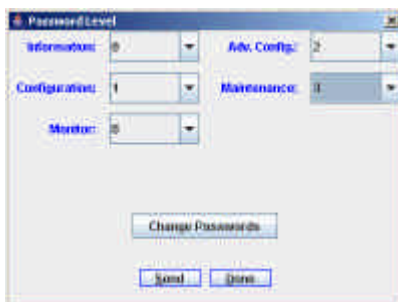 Password Level
Information: 0 Adv. Config.: 2
Configuration: 1 Maintenance: 3
Monitor: 0
Change Passwords
Send Done